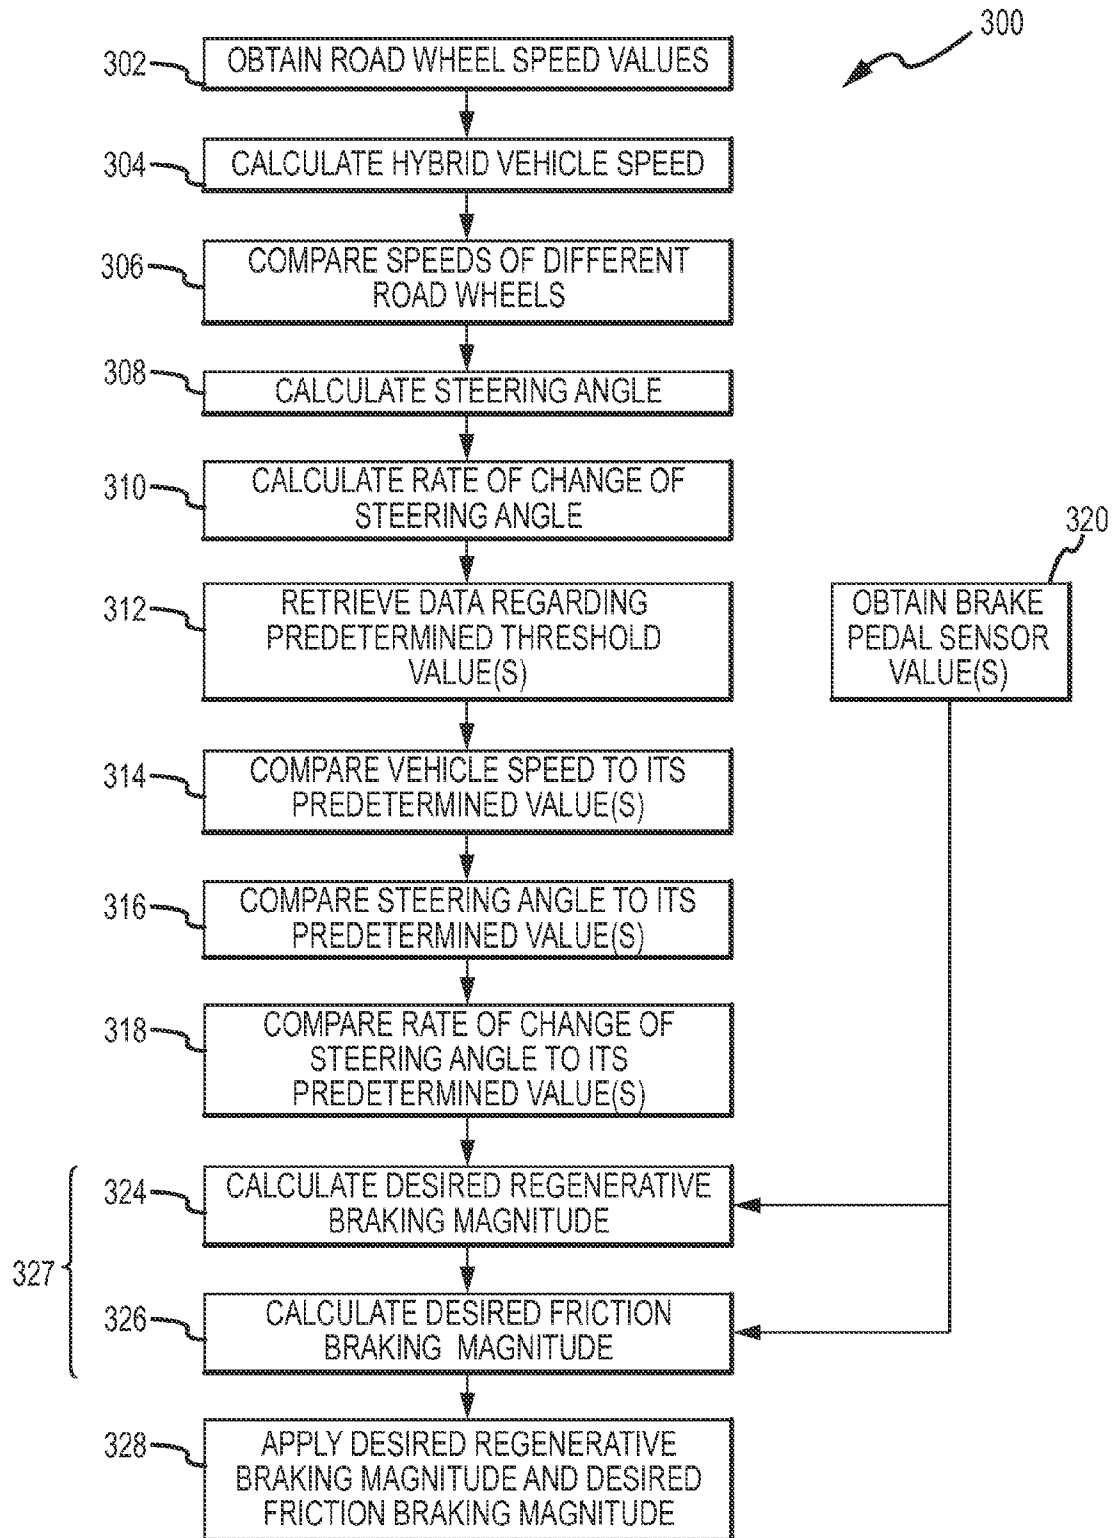 300
302
OBTAIN ROAD WHEEL SPEED VALUES
304
CALCULATE HYBRID VEHICLE SPEED
306
COMPARE SPEEDS OF DIFFERENT
ROAD WHEELS
308
CALCULATE STEERING ANGLE
310
CALCULATE RATE OF CHANGE OF
STEERING ANGLE
320
312
RETRIEVE DATA REGARDING
PREDETERMINED THRESHOLD
VALUE(S)
OBTAIN BRAKE
PEDAL SENSOR
VALUE(S)
314
COMPARE VEHICLE SPEED TO ITS
PREDETERMINED VALUE(S)
316
COMPARE STEERING ANGLE TO ITS
PREDETERMINED VALUE(S)
318
COMPARE RATE OF CHANGE OF
STEERING ANGLE TO ITS
PREDETERMINED VALUE(S)
327
324
CALCULATE DESIRED REGENERATIVE
BRAKING MAGNITUDE
326
CALCULATE DESIRED FRICTION
BRAKING MAGNITUDE
328
APPLY DESIRED REGENERATIVE
BRAKING MAGNITUDE AND DESIRED
FRICTION BRAKING MAGNITUDE